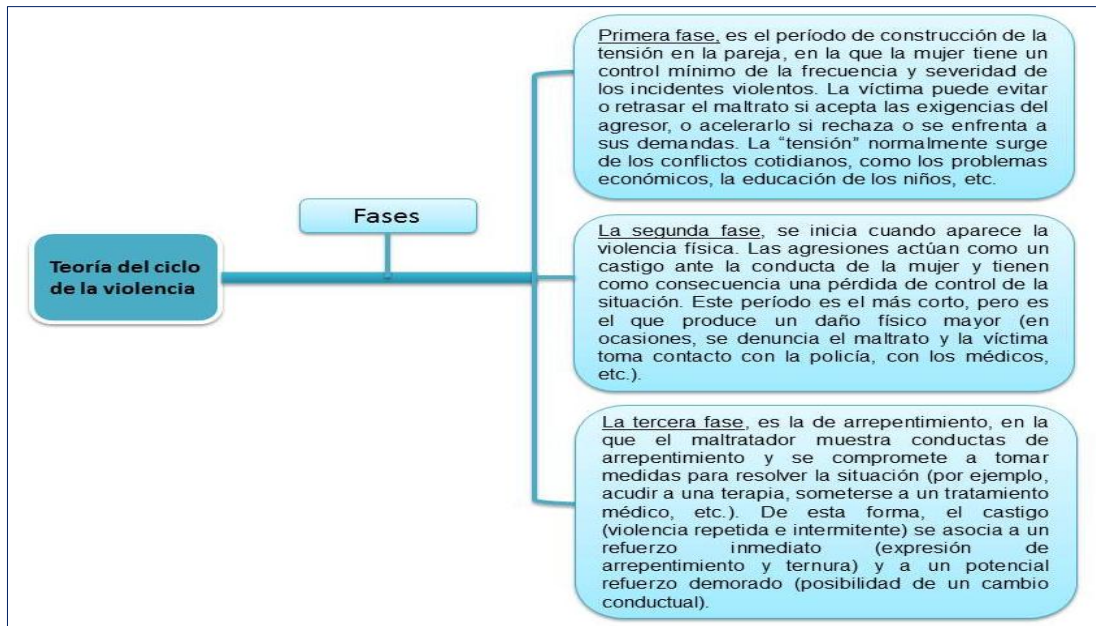 Teoría del ciclo
de la violencia
Fases
Primera fase, es el período de construcción de la
tensión en la pareja, en la que la mujer tiene un
control mínimo de la frecuencia y severidad de
los incidentes violentos. La víctima puede evitar
o retrasar el maltrato si acepta las exigencias del
agresor, o acelerarlo si rechaza o se enfrenta a
sus demandas. La “tensión” normalmente surge
de los conflictos cotidianos, como los problemas
económicos, la educación de los niños, etc.
La segunda fase, se inicia cuando aparece la
violencia física. Las agresiones actúan como un
castigo ante la conducta de la mujer y tienen
como consecuencia una pérdida de control de la
situación. Este período es el más corto, pero es
el que produce un daño físico mayor (en
ocasiones, se denuncia el maltrato y la víctima
toma contacto con la policía, con los médicos,
etc.).
La tercera fase, es la de arrepentimiento, en la
que el maltratador muestra conductas de
arrepentimiento y se compromete a tomar
medidas para resolver la situación (por ejemplo,
acudir a una terapia, someterse a un tratamiento
médico, etc.). De esta forma, el castigo
(violencia repetida e intermitente) se asocia a un
refuerzo inmediato (expresión de
arrepentimiento y ternura) y a un potencial
refuerzo demorado (posibilidad de un cambio
conductual).